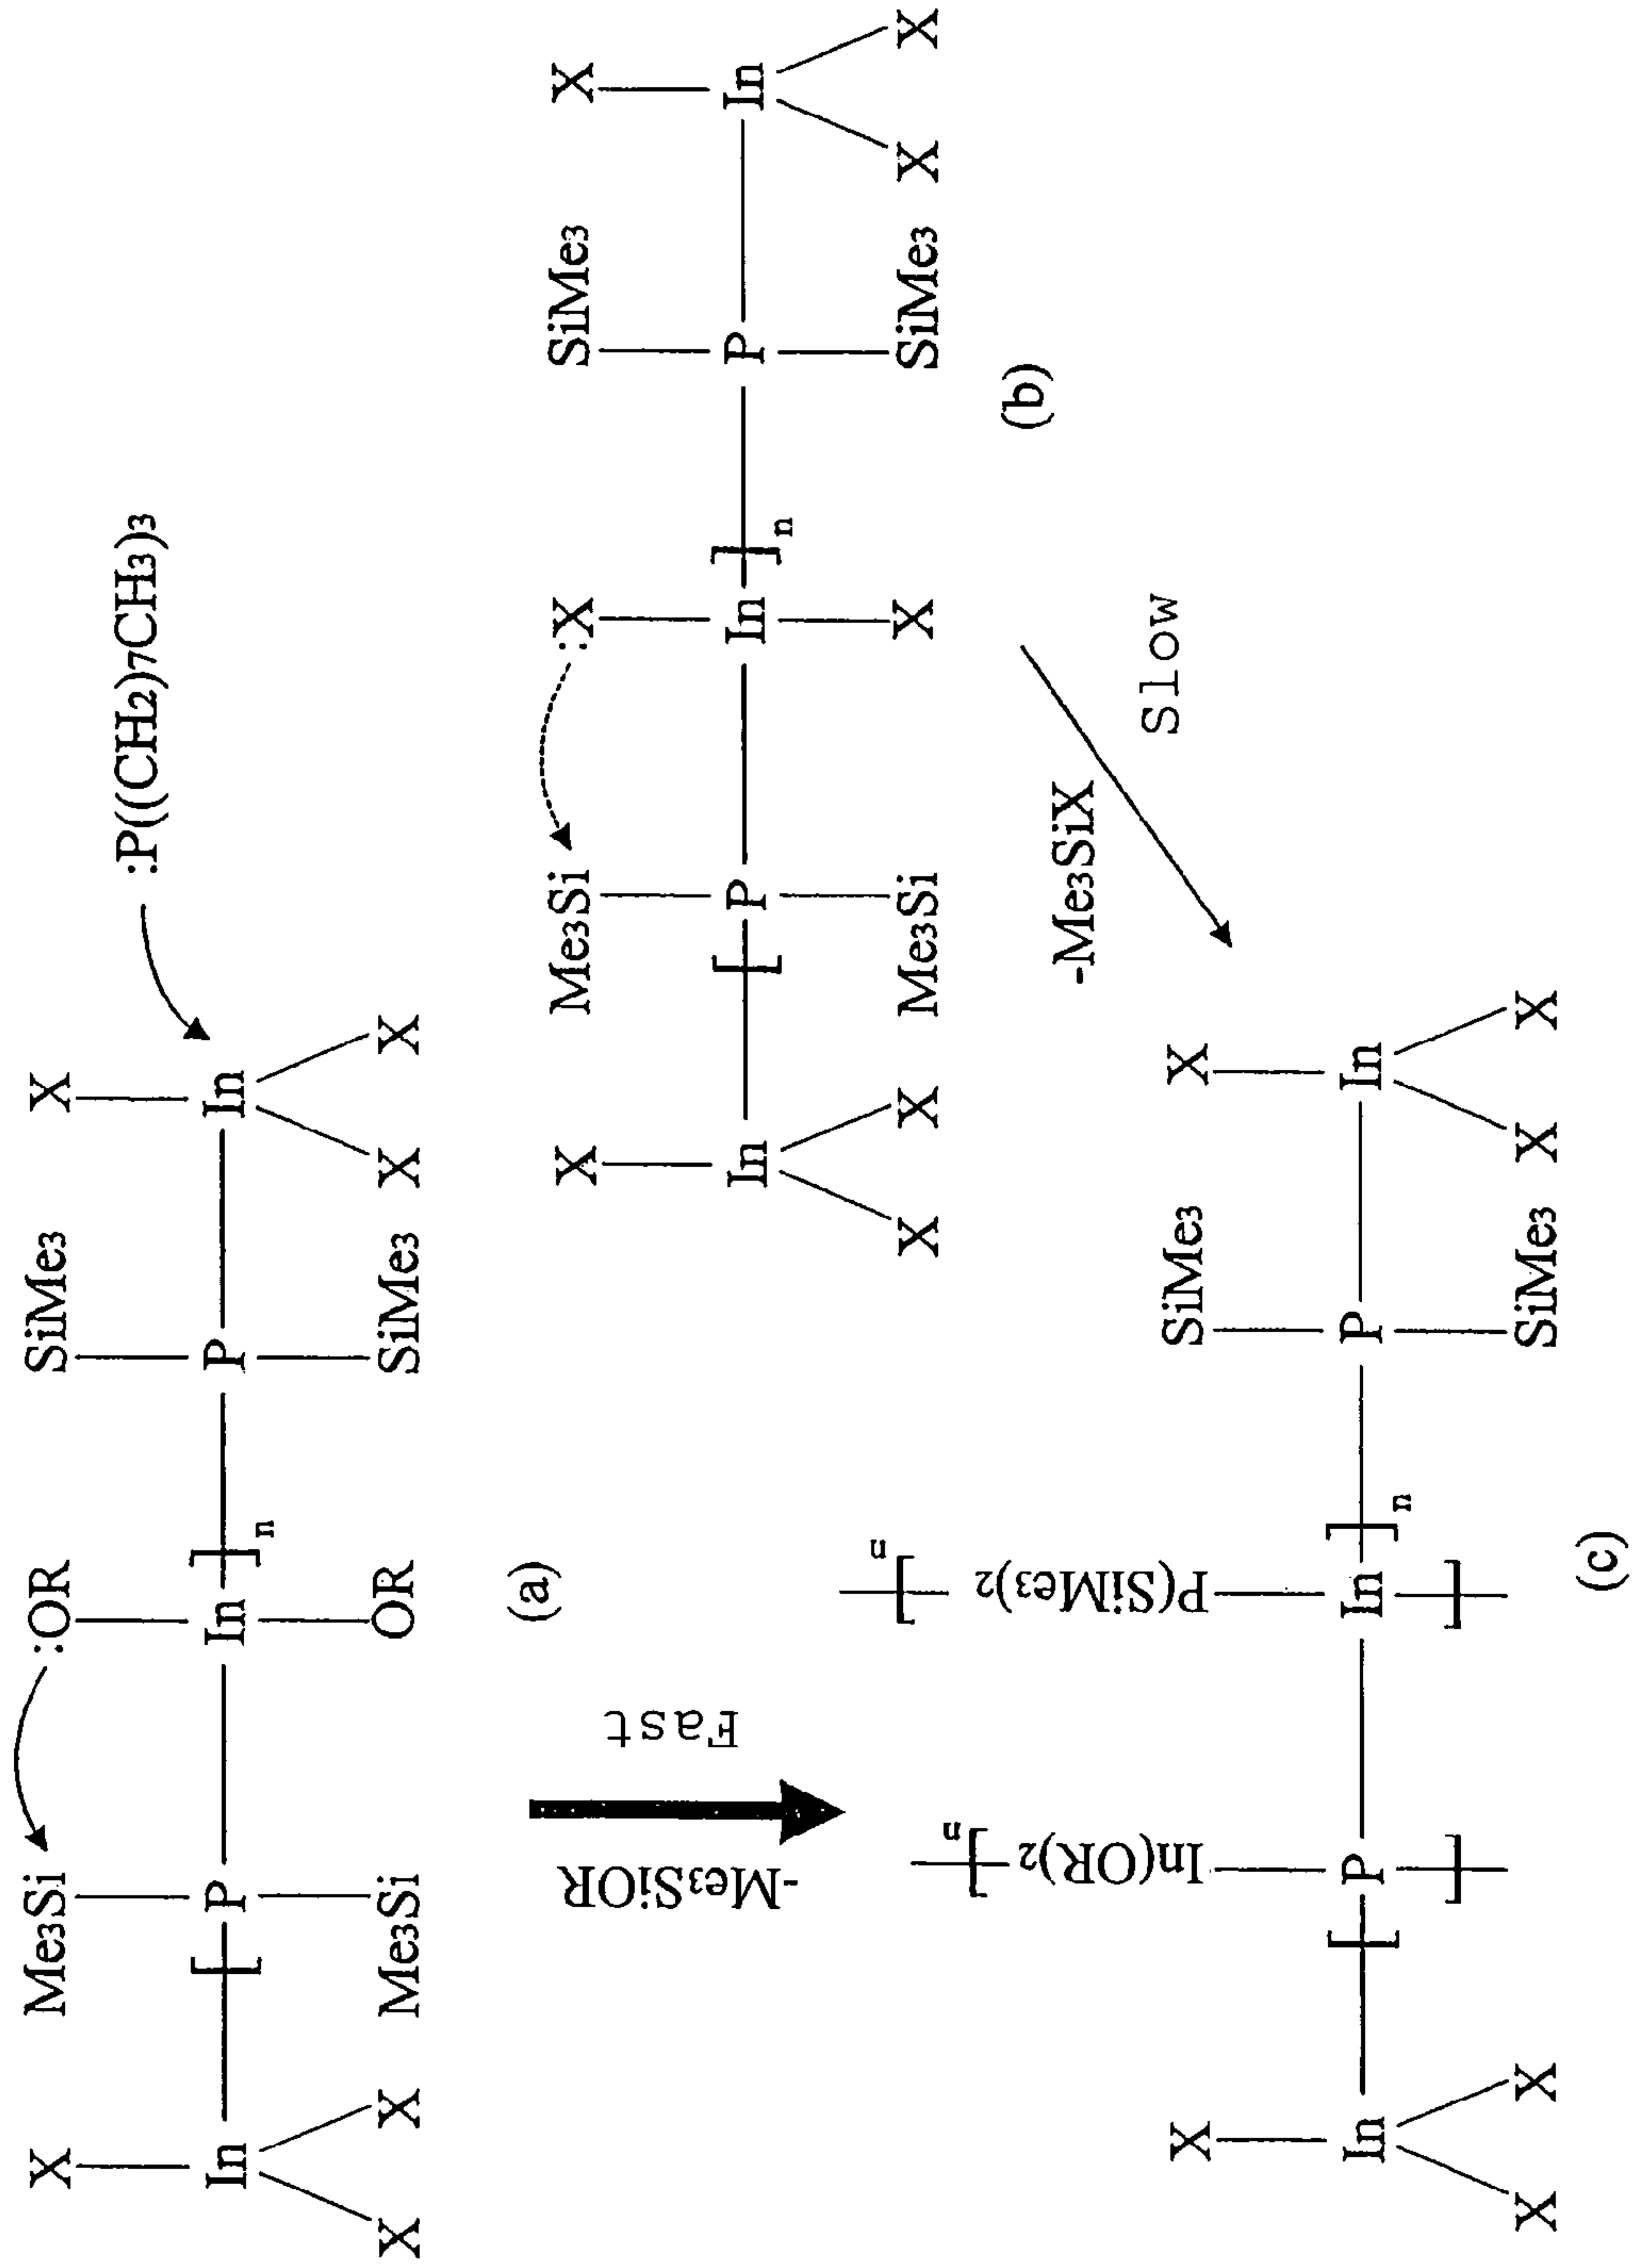 X Me3Si :OR SiMe3 X
:P((CH2)7CH3)3
In [ P In ]n P In
X X Me3Si OR SiMe3 X X
(a)
X Me3Si :X SiMe3 X
In [ P In ]n P In
X X Me3Si X SiMe3 X X
(b)
-Me3SiOR
Fast
-Me3SiX
Slow
]n ]n
X In(OR)2 P(SiMe3)2 SiMe3 X
In [ P In ]n P In
[ [
X X SiMe3 X X
(c)